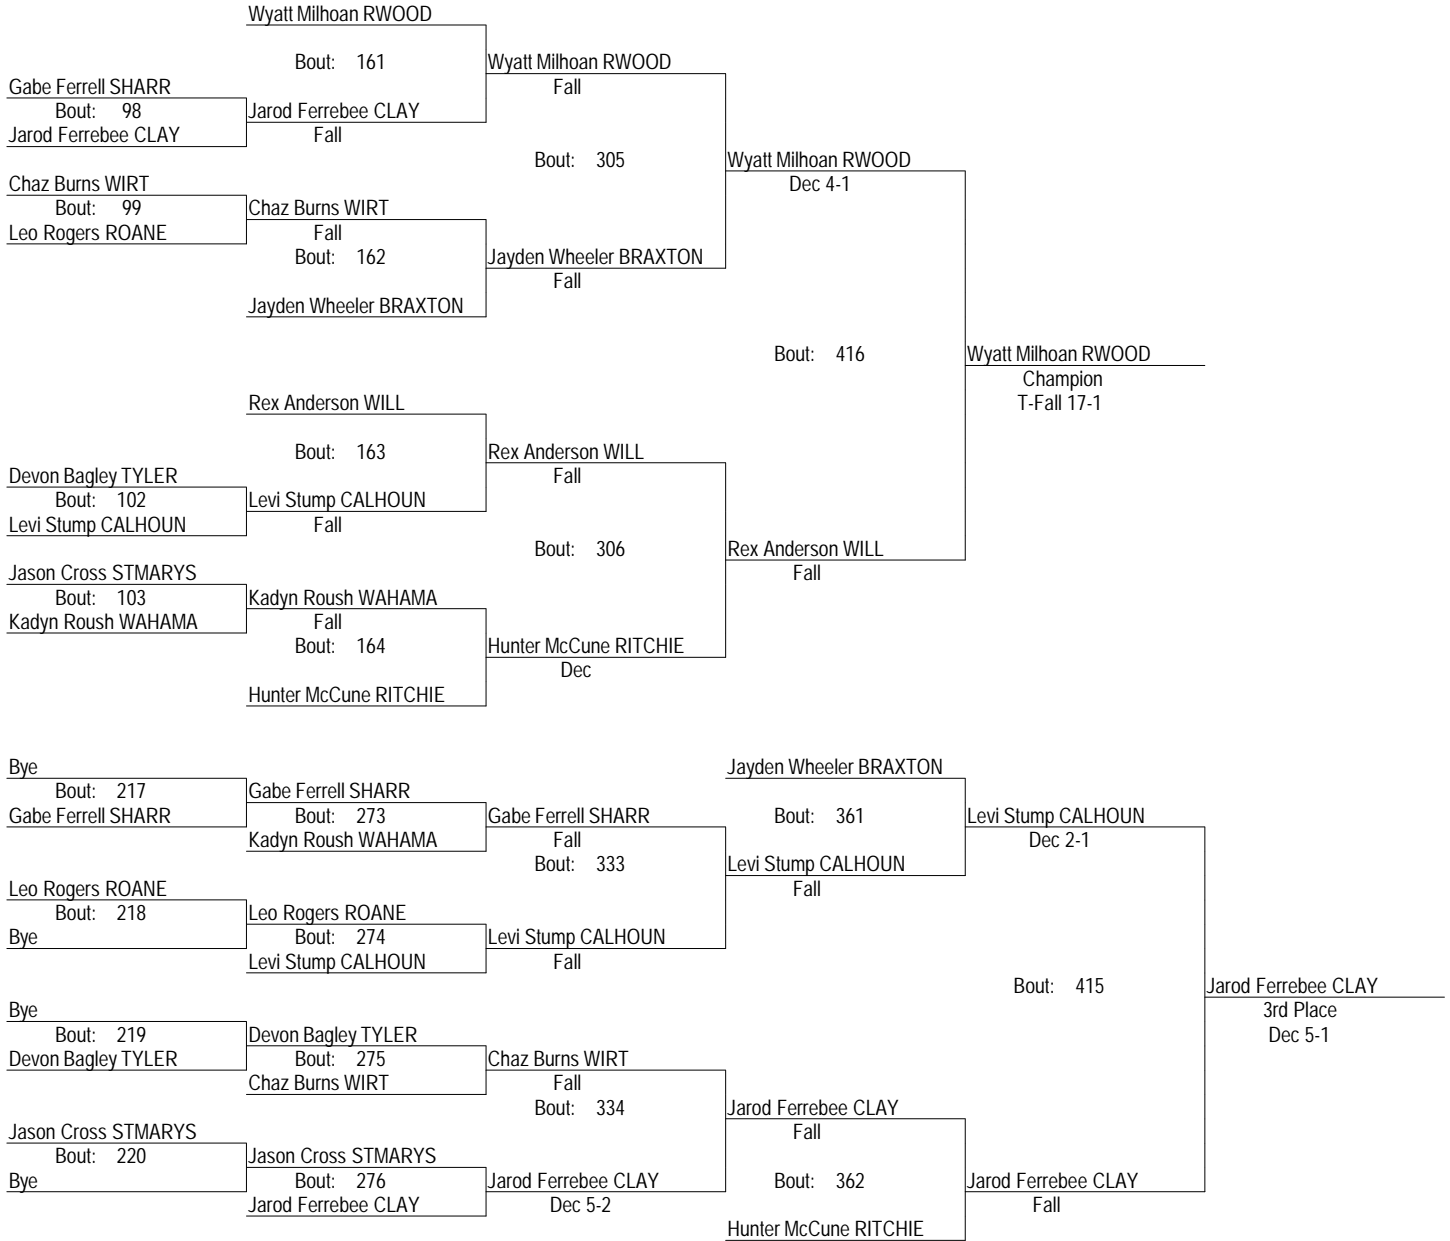 Wyatt Milhoan RWOOD
Bout: 161
Wyatt Milhoan RWOOD
Fall
Gabe Ferrell SHARR
Bout: 98
Jarod Ferrebee CLAY
Jarod Ferrebee CLAY
Fall
Bout: 305
Wyatt Milhoan RWOOD
Dec 4-1
Chaz Burns WIRT
Bout: 99
Leo Rogers ROANE
Chaz Burns WIRT
Fall
Bout: 162
Jayden Wheeler BRAXTON
Fall
Jayden Wheeler BRAXTON
Bout: 416
Wyatt Milhoan RWOOD
Champion
T-Fall 17-1
Rex Anderson WILL
Bout: 163
Rex Anderson WILL
Fall
Devon Bagley TYLER
Bout: 102
Levi Stump CALHOUN
Levi Stump CALHOUN
Fall
Bout: 306
Rex Anderson WILL
Fall
Jason Cross STMARYS
Bout: 103
Kadyn Roush WAHAMA
Kadyn Roush WAHAMA
Fall
Bout: 164
Hunter McCune RITCHIE
Dec
Hunter McCune RITCHIE
Bye
Bout: 217
Gabe Ferrell SHARR
Gabe Ferrell SHARR
Bout: 273
Kadyn Roush WAHAMA
Gabe Ferrell SHARR
Fall
Bout: 333
Jayden Wheeler BRAXTON
Bout: 361
Levi Stump CALHOUN
Fall
Levi Stump CALHOUN
Dec 2-1
Leo Rogers ROANE
Bout: 218
Bye
Leo Rogers ROANE
Bout: 274
Levi Stump CALHOUN
Levi Stump CALHOUN
Fall
Bout: 415
Jarod Ferrebee CLAY
3rd Place
Dec 5-1
Bye
Bout: 219
Devon Bagley TYLER
Devon Bagley TYLER
Bout: 275
Chaz Burns WIRT
Chaz Burns WIRT
Fall
Bout: 334
Jarod Ferrebee CLAY
Fall
Jason Cross STMARYS
Bout: 220
Bye
Jason Cross STMARYS
Bout: 276
Jarod Ferrebee CLAY
Jarod Ferrebee CLAY
Dec 5-2
Bout: 362
Jarod Ferrebee CLAY
Fall
Hunter McCune RITCHIE